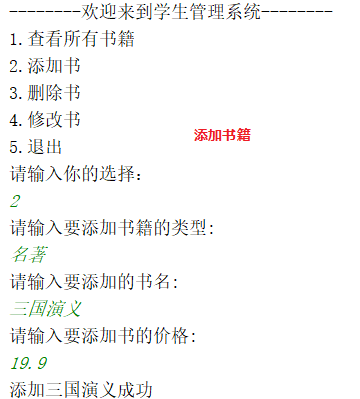 --------欢迎来到学生管理系统--------
1.查看所有书籍
2.添加书
3.删除书
4.修改书
添加书籍
5.退出
请输入你的选择：
2
请输入要添加书籍的类型:
名著
请输入要添加的书名:
三国演义
请输入要添加书的价格:
19.9
添加三国演义成功